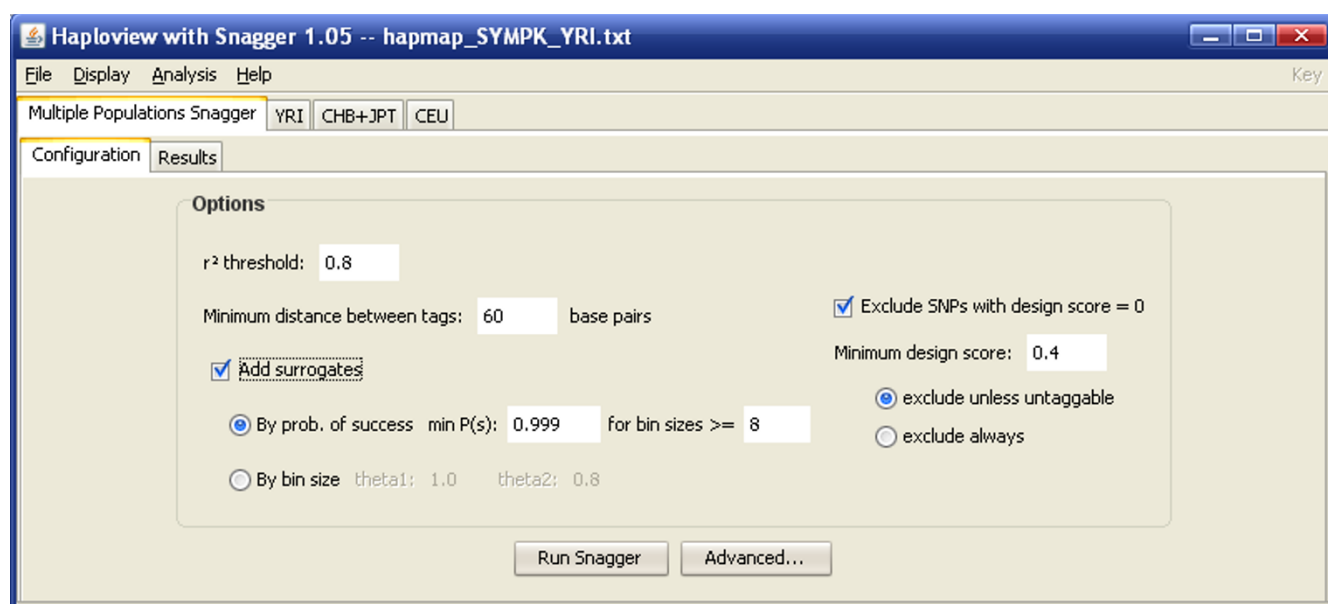 Haploview with Snagger 1.05 -- hapmap_SYMPK_YRI.txt
File Display Analysis Help Key
Multiple Populations Snagger YRI CHB+JPT CEU
Configuration Results
Options
r² threshold: 0.8
Minimum distance between tags: 60 base pairs
Add surrogates
By prob. of success min P(s): 0.999 for bin sizes >= 8
By bin size theta1: 1.0 theta2: 0.8
Exclude SNPs with design score = 0
Minimum design score: 0.4
exclude unless untaggable
exclude always
Run Snagger Advanced...